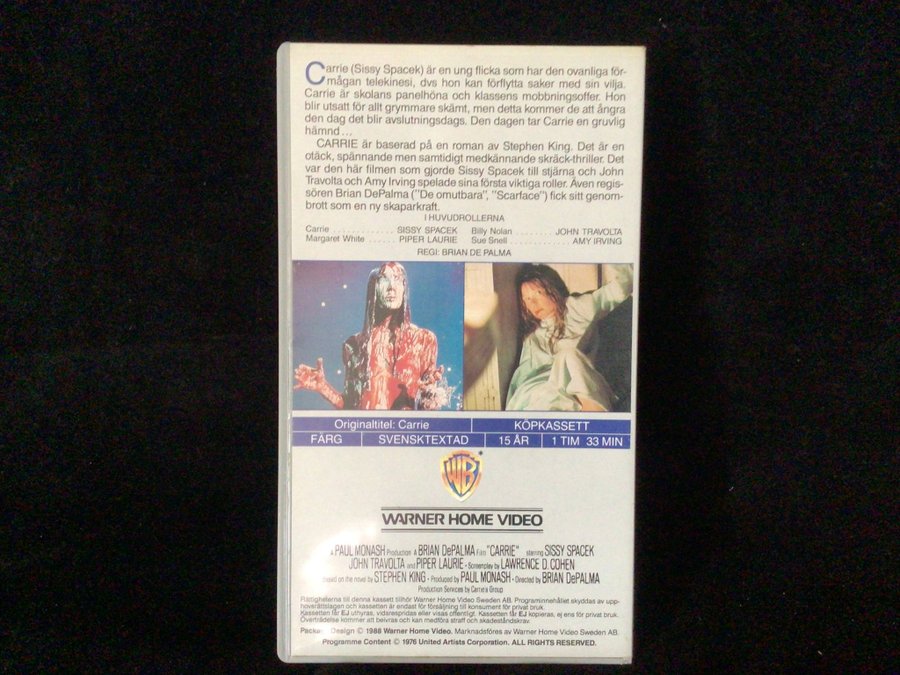 Carrie (Sissy Spacek) är en ung flicka som har den ovanliga för-
mågan telekinesi, dvs hon kan förflytta saker med sin vilja.
Carrie är skolans panelhöna och klassens mobbningsoffer. Hon
blir utsatt för allt grymmare skämt, men detta kommer de att ångra
den dag det blir avslutningsdags. Den dagen tar Carrie en gruvlig
hämnd...
CARRIE är baserad på en roman av Stephen King. Det är en
otäck, spännande men samtidigt medkännande skräck-thriller. Det
var den här filmen som gjorde Sissy Spacek till stjärna och John
Travolta och Amy Irving spelade sina första viktiga roller. Även regis-
sören Brian DePalma ("De omutbara", "Scarface") fick sitt genom-
brott som en ny skaparkraft.
I HUVUDROLLERNA
Carrie ............ SISSY SPACEK Billy Nolan ........ JOHN TRAVOLTA
Margaret White ...... PIPER LAURIE Sue Snell .......... AMY IRVING
REGI: BRIAN DE PALMA
Originaltitel: Carrie KÖPKASSETT
FÄRG SVENSKTEXTAD 15 ÅR 1 TIM 33 MIN
WB
WARNER HOME VIDEO
A PAUL MONASH Production A BRIAN DePALMA Film "CARRIE" starring SISSY SPACEK
JOHN TRAVOLTA and PIPER LAURIE · Screenplay by LAWRENCE D. COHEN
Based on the novel by STEPHEN KING · Produced by PAUL MONASH · Directed by BRIAN DePALMA
Production Services by Carrie a Group
Rättigheterna till denna kassett tillhör Warner Home Video Sweden AB. Programinnehållet skyddas av upp-
hovsrättslagen och kassetten är endast för försäljning till konsument för privat bruk.
Kassetten får EJ uthyras, vidarespridas eller visas offentligt. Kassetten får EJ kopieras, ej ens för privat bruk.
Överträdelse kommer att beivras och kan medföra straff och skadeståndskrav.
Package Design © 1988 Warner Home Video. Marknadsföres av Warner Home Video Sweden AB.
Programme Content © 1976 United Artists Corporation. ALL RIGHTS RESERVED.